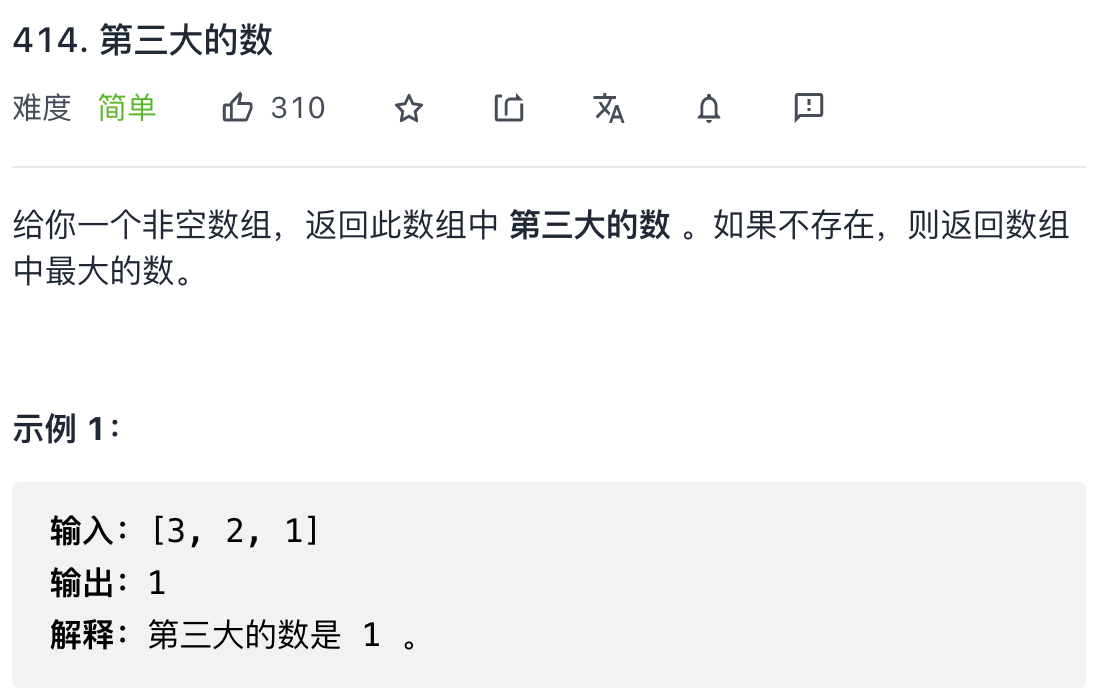 414. 第三大的数
难度 简单 310
给你一个非空数组，返回此数组中 第三大的数 。如果不存在，则返回数组
中最大的数。
示例 1：
输入：[3, 2, 1]
输出：1
解释：第三大的数是 1 。